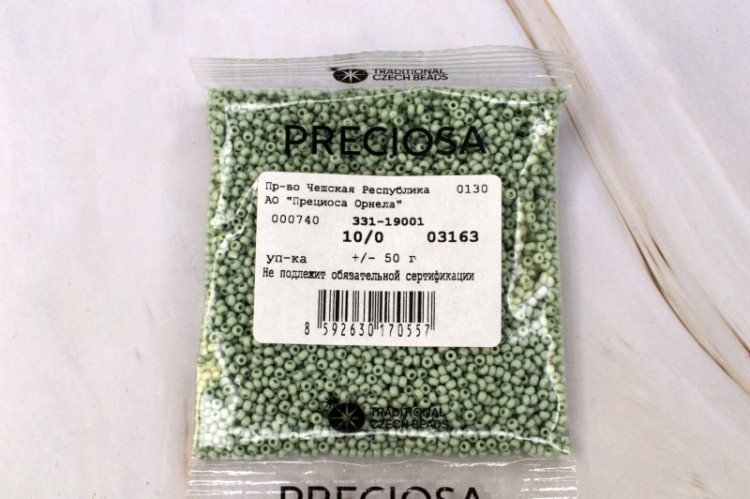 TRADITIONAL
CZECH BEADS
PRECIOSA
Пр-во Чешская Республика 0130
АО "Прециоса Орнела"
000740 331-19001
10/0 03163
уп-ка +/- 50 г
Не подлежит обязательной сертификации
8 592630 170557
TRADITIONAL
CZECH BEADS
PRECIOSA